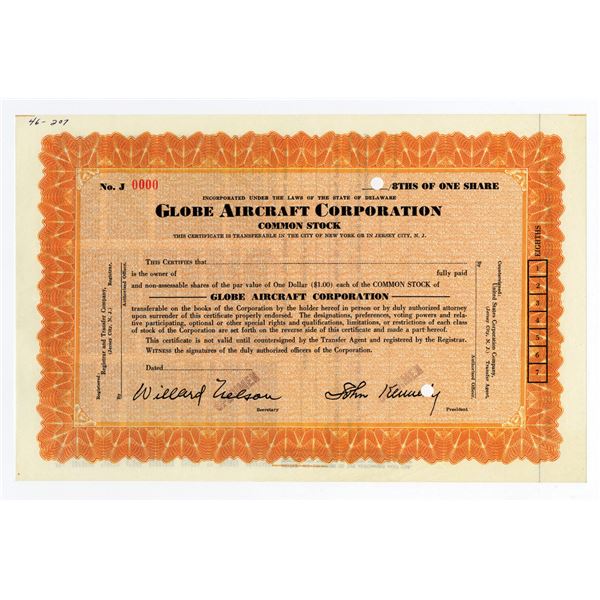 46-207
No. J 0000
8THS OF ONE SHARE
INCORPORATED UNDER THE LAWS OF THE STATE OF DELAWARE
GLOBE AIRCRAFT CORPORATION
COMMON STOCK
THIS CERTIFICATE IS TRANSFERABLE IN THE CITY OF NEW YORK OR IN JERSEY CITY, N. J.
THIS CERTIFIES that
is the owner of fully paid
and non-assessable shares of the par value of One Dollar ($1.00) each of the COMMON STOCK of
GLOBE AIRCRAFT CORPORATION
transferable on the books of the Corporation by the holder hereof in person or by duly authorized attorney
upon surrender of this certificate properly endorsed. The designations, preferences, voting powers and rela-
tive participating, optional or other special rights and qualifications, limitations, or restrictions of each class
of stock of the Corporation are set forth on the reverse side of this certificate and made a part hereof.
This certificate is not valid until countersigned by the Transfer Agent and registered by the Registrar.
WITNESS the signatures of the duly authorized officers of the Corporation.
Dated
SPECIMEN
SPECIMEN
Willard Nelson
John Kennedy
Secretary
President
Registered:
Registrar and Transfer Company,
(Jersey City, N. J.) Registrar.
By
Authorized Officer.
Countersigned:
United States Corporation Company,
(Jersey City, N. J.) Transfer Agent.
By
Authorized Officer.
EIGHTHS
1
2
3
4
5
6
7